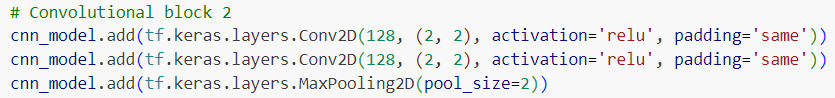 # Convolutional block 2
cnn_model.add(tf.keras.layers.Conv2D(128, (2, 2), activation='relu', padding='same'))
cnn_model.add(tf.keras.layers.Conv2D(128, (2, 2), activation='relu', padding='same'))
cnn_model.add(tf.keras.layers.MaxPooling2D(pool_size=2))